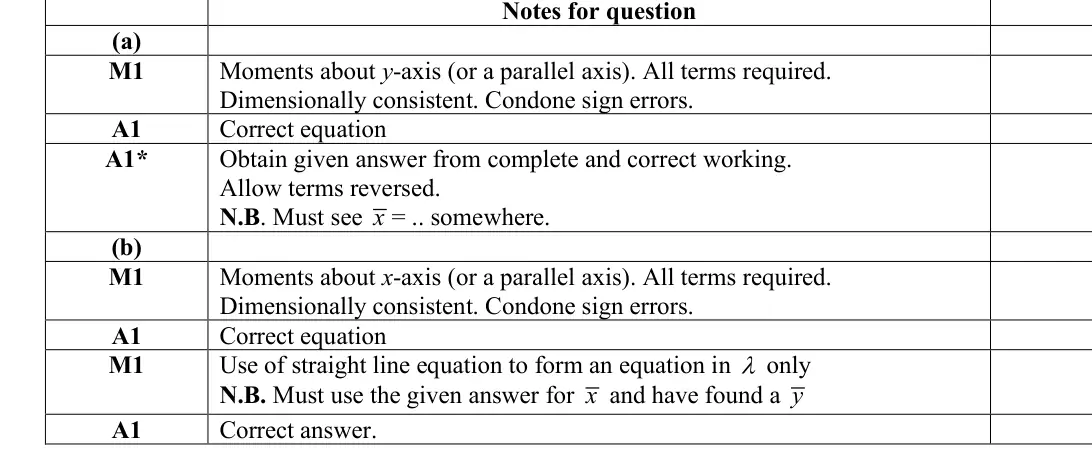 Notes for question
(a)
M1 Moments about y-axis (or a parallel axis). All terms required.
Dimensionally consistent. Condone sign errors.
A1 Correct equation
A1* Obtain given answer from complete and correct working.
Allow terms reversed.
N.B. Must see x̄ = .. somewhere.
(b)
M1 Moments about x-axis (or a parallel axis). All terms required.
Dimensionally consistent. Condone sign errors.
A1 Correct equation
M1 Use of straight line equation to form an equation in λ only
N.B. Must use the given answer for x̄ and have found a ȳ
A1 Correct answer.